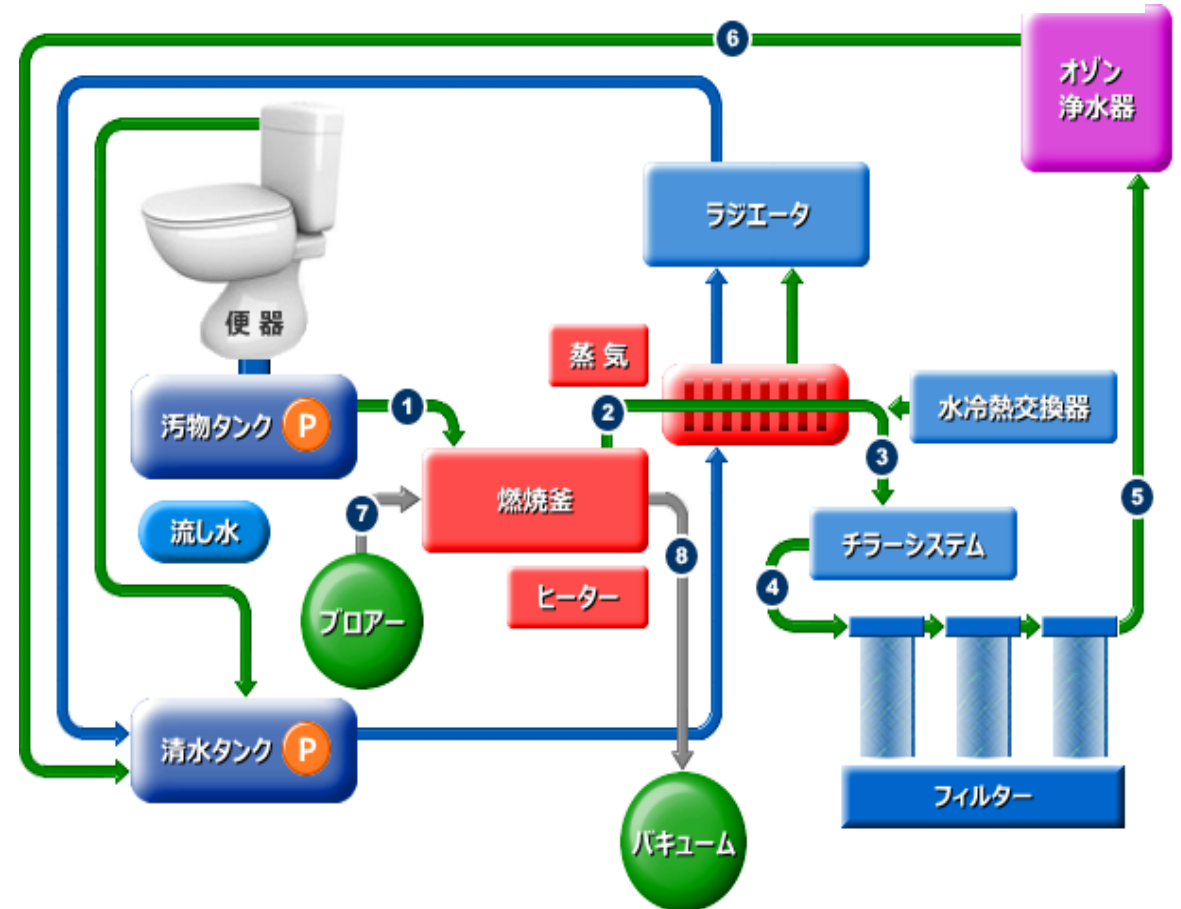 6
オゾン
浄水器
ラジエータ
便 器
蒸 気
汚物タンク P
1
2
水冷熱交換器
3
燃焼釜
5
7
流し水
8
チラーシステム
4
ヒーター
ブロアー
清水タンク P
フィルター
バキューム